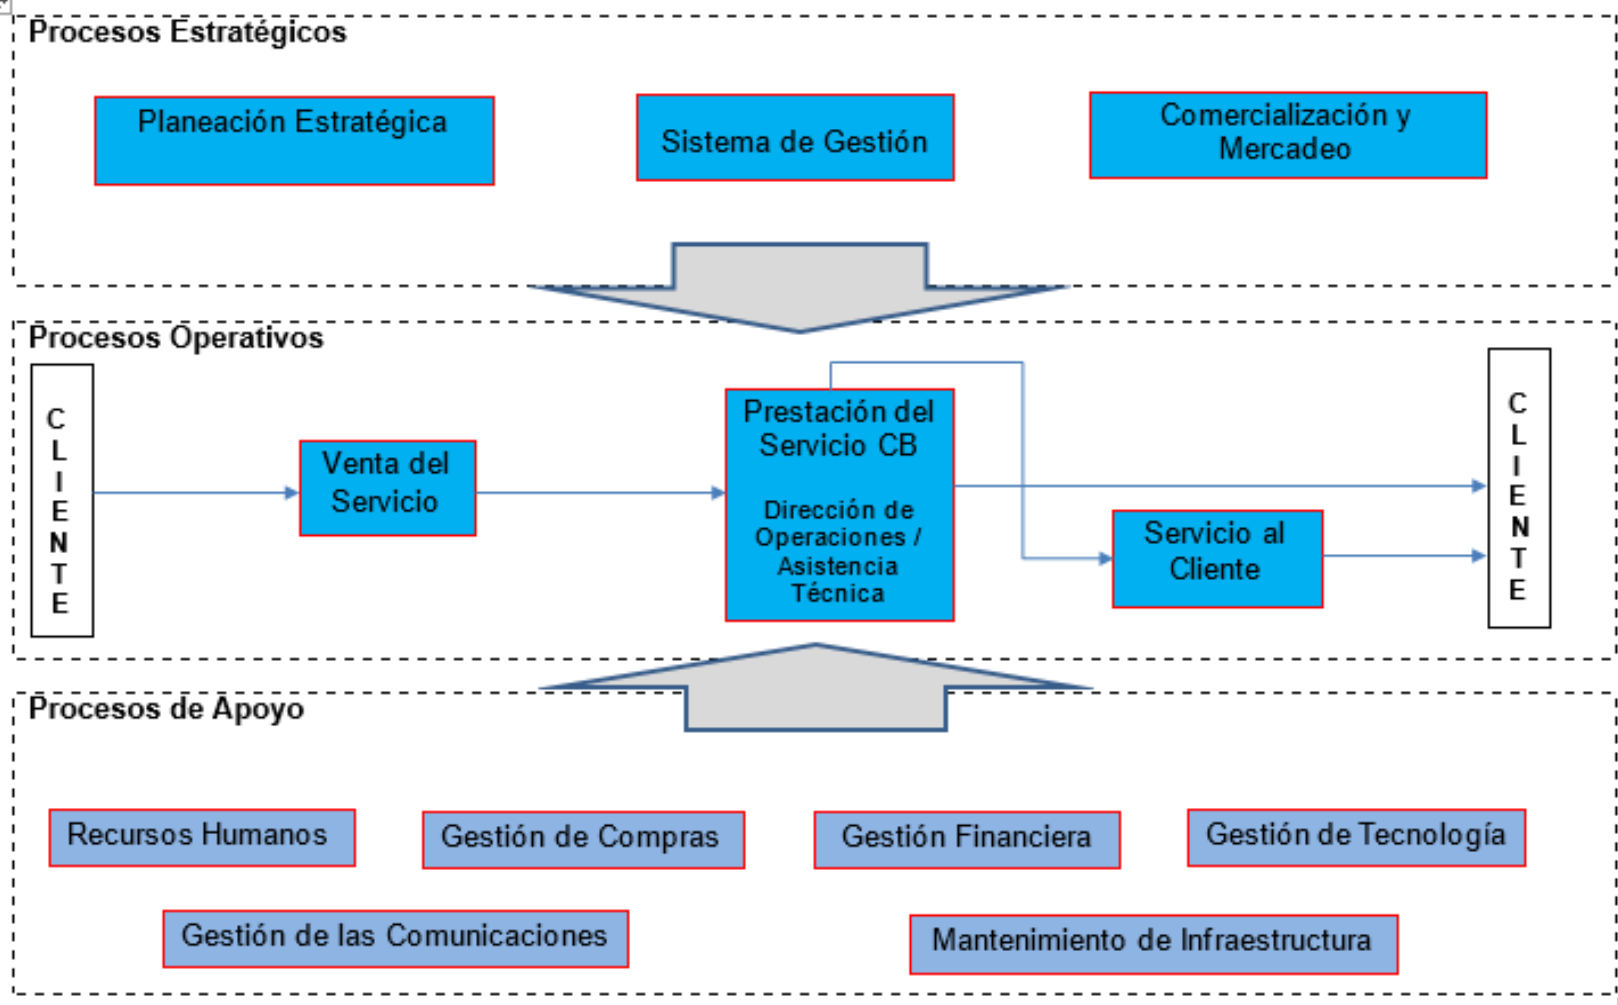 Procesos Estratégicos
Planeación Estratégica
Sistema de Gestión
Comercialización y
Mercadeo
Procesos Operativos
CLIENTE
Venta del
Servicio
Prestación del
Servicio CB
Dirección de
Operaciones /
Asistencia
Técnica
Servicio al
Cliente
CLIENTE
Procesos de Apoyo
Recursos Humanos
Gestión de Compras
Gestión Financiera
Gestión de Tecnología
Gestión de las Comunicaciones
Mantenimiento de Infraestructura